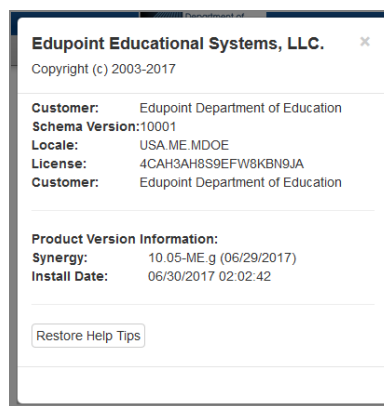 Department of
Edupoint Educational Systems, LLC. ×
Copyright (c) 2003-2017
Customer: Edupoint Department of Education
Schema Version:10001
Locale: USA.ME.MDOE
License: 4CAH3AH8S9EFW8KBN9JA
Customer: Edupoint Department of Education
Product Version Information:
Synergy: 10.05-ME.g (06/29/2017)
Install Date: 06/30/2017 02:02:42
Restore Help Tips